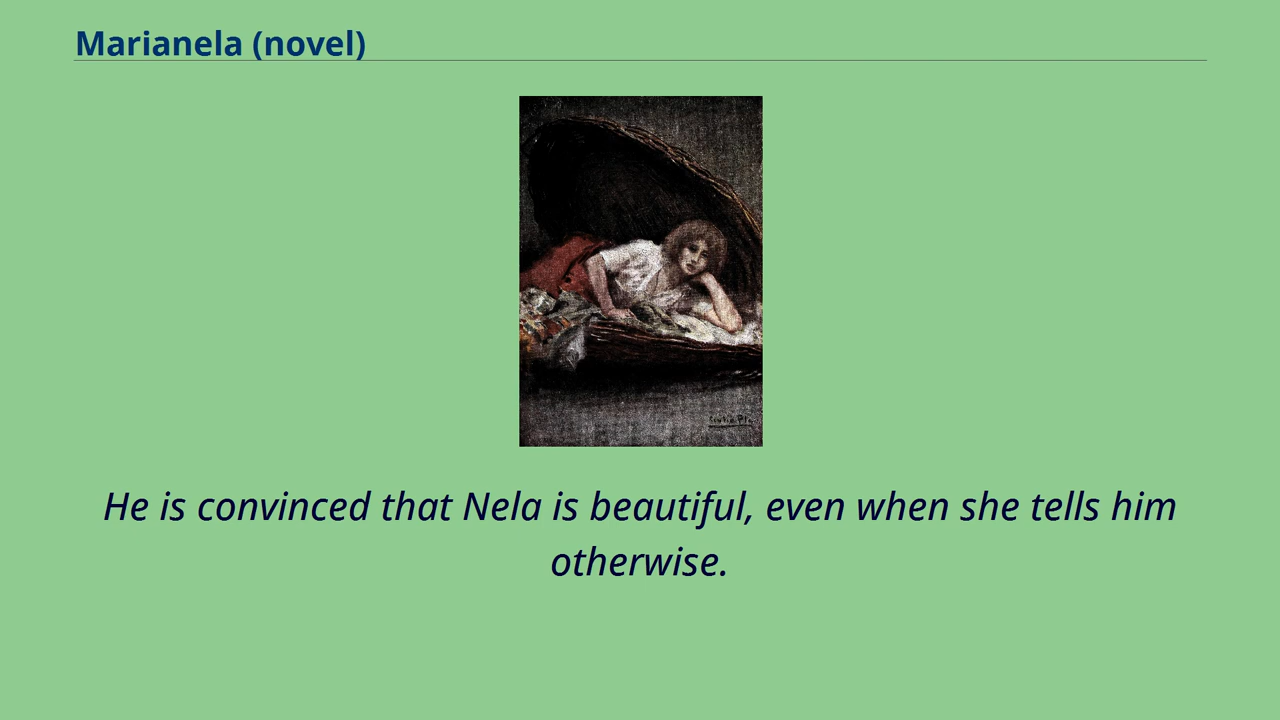 Marianela (novel)
He is convinced that Nela is beautiful, even when she tells him
otherwise.